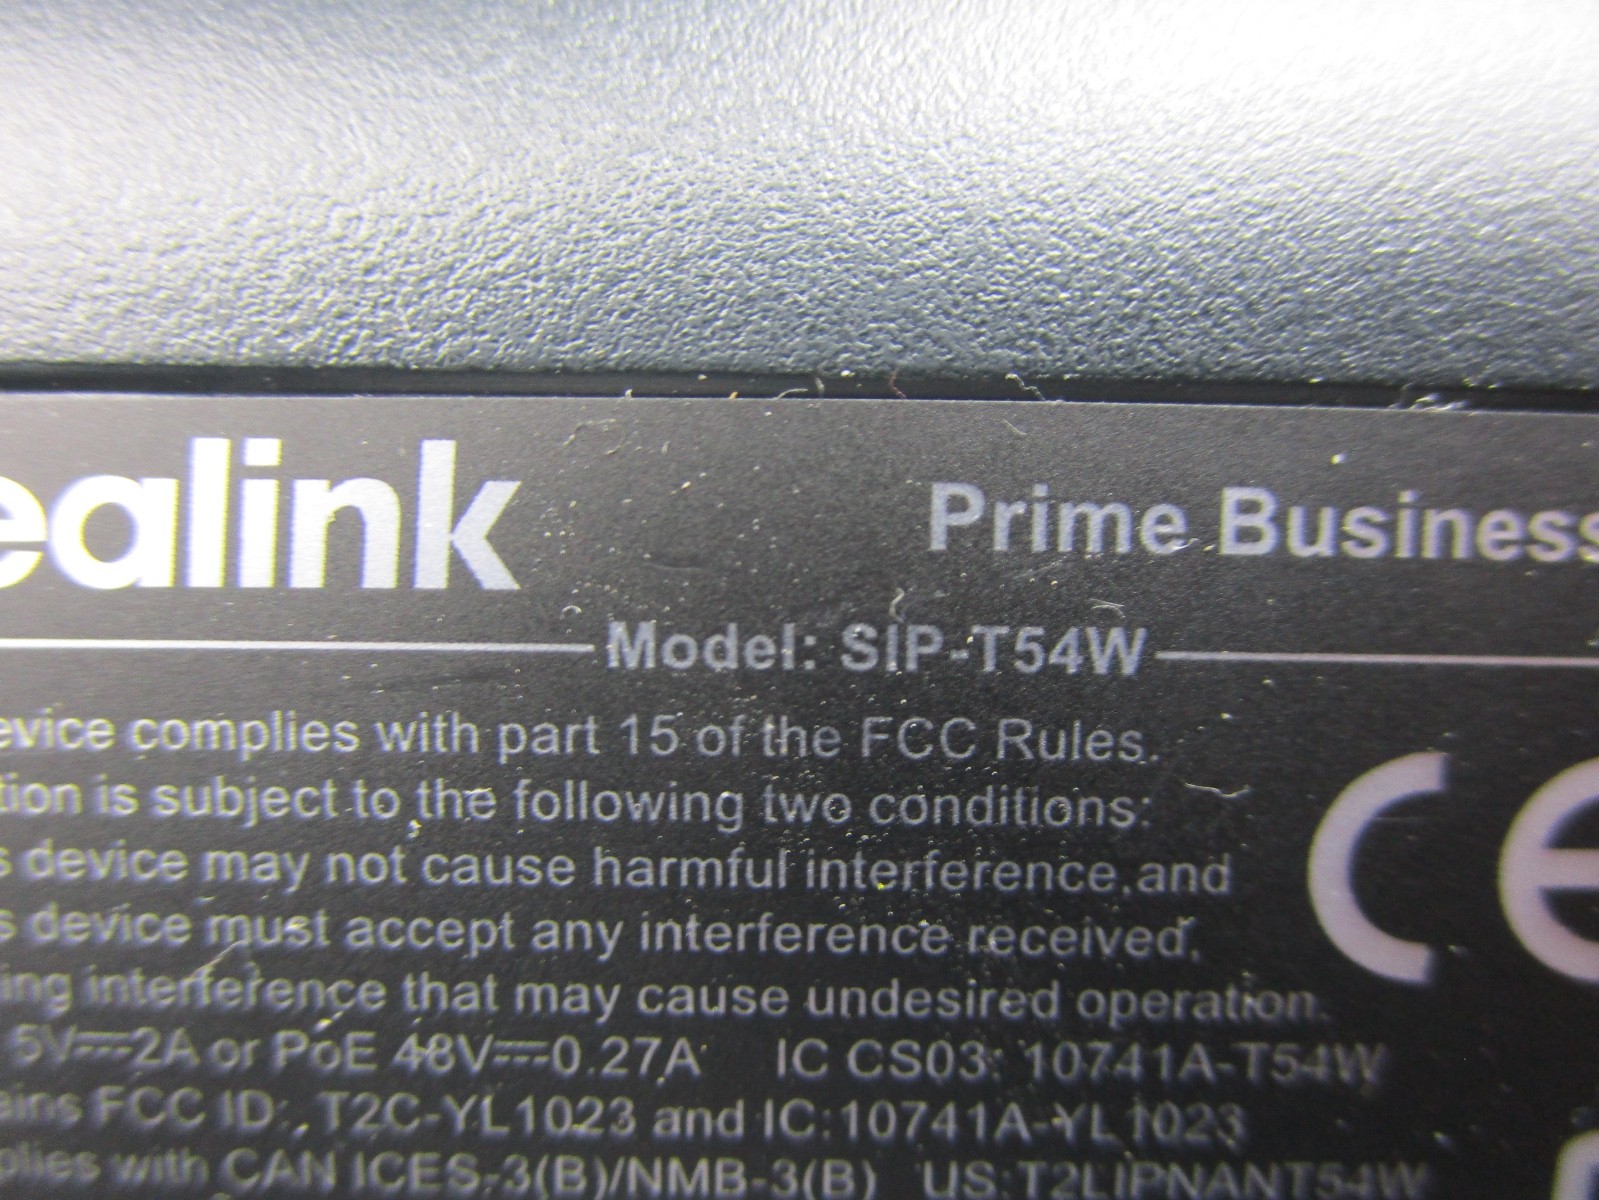 ealink
Prime Business
Model: SIP-T54W
evice complies with part 15 of the FCC Rules.
tion is subject to the following two conditions:
s device may not cause harmful interference,and
s device must accept any interference received,
ing interference that may cause undesired operation.
5V⎓2A or PoE 48V⎓0.27A IC CS03: 10741A-T54W
ains FCC ID: T2C-YL1023 and IC:10741A-YL1023
plies with CAN ICES-3(B)/NMB-3(B) US:T2LIPNANT54W
CE